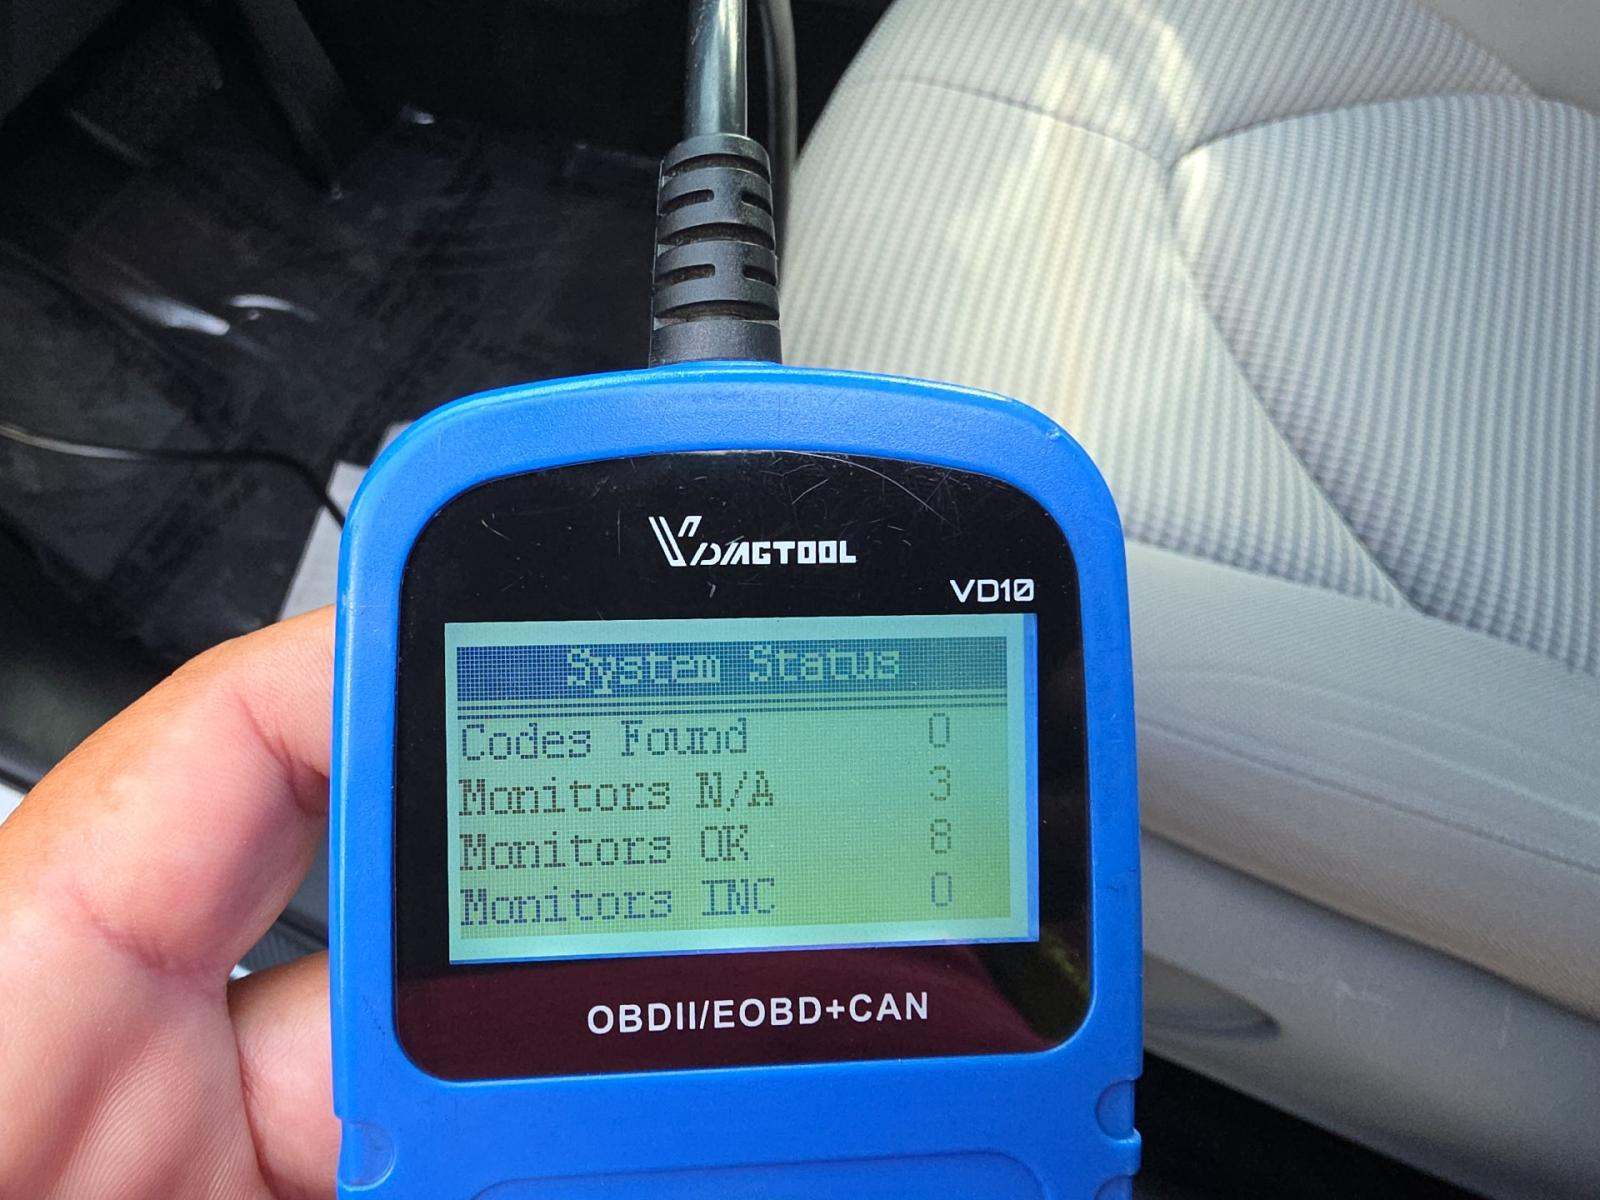 VDIAGTOOL
VD10
System Status
Codes Found 0
Monitors N/A 3
Monitors OK 8
Monitors INC 0
OBDII/EOBD+CAN